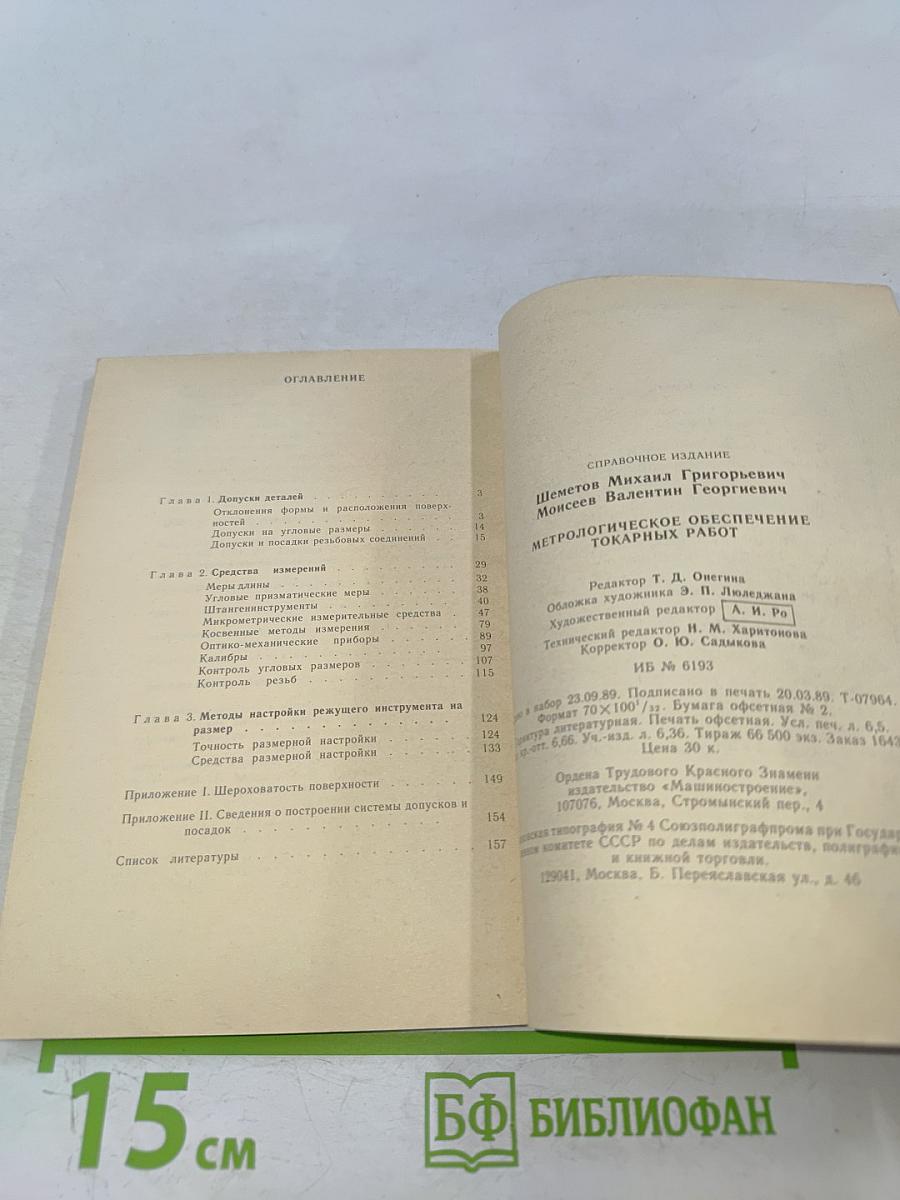 ОГЛАВЛЕНИЕ
Глава 1. Допуски деталей . . . . . . . . . . 3
Отклонения формы и расположения поверх-
ностей . . . . . . . . . . . . . . 3
Допуски на угловые размеры . . . . . . . 14
Допуски и посадки резьбовых соединений . . 15
Глава 2. Средства измерений . . . . . . . . . 29
Меры длины . . . . . . . . . . . . 32
Угловые призматические меры . . . . . . . 38
Штангенинструменты . . . . . . . . . . 40
Микрометрические измерительные средства . 47
Косвенные методы измерения . . . . . . . 79
Оптико-механические приборы . . . . . . 89
Калибры . . . . . . . . . . . . . 97
Контроль угловых размеров . . . . . . . 107
Контроль резьб . . . . . . . . . . . 115
Глава 3. Методы настройки режущего инструмента на
размер . . . . . . . . . . . . . . 124
Точность размерной настройки . . . . . . 124
Средства размерной настройки . . . . . . 133
Приложение I. Шероховатость поверхности . . . . . 149
Приложение II. Сведения о построении системы допусков и
посадок . . . . . . . . . . . . 154
Список литературы . . . . . . . . . . . . . 157
СПРАВОЧНОЕ ИЗДАНИЕ
Шеметов Михаил Григорьевич
Моисеев Валентин Георгиевич
МЕТРОЛОГИЧЕСКОЕ ОБЕСПЕЧЕНИЕ
ТОКАРНЫХ РАБОТ
Редактор Т. Д. Онегина
Обложка художника Э. П. Люледжана
Художественный редактор А. И. Ро
Технический редактор Н. М. Харитонова
Корректор О. Ю. Садыкова
ИБ № 6193
в набор 23.09.89. Подписано в печать 20.03.89. Т-07964.
Формат 70×100 1/32. Бумага офсетная № 2.
литературная. Печать офсетная. Усл. печ. л. 6,5.
кр.-отт. 6,66. Уч.-изд. л. 6,36. Тираж 66 500 экз. Заказ 1643
Цена 30 к.
Ордена Трудового Красного Знамени
издательство «Машиностроение»,
107076, Москва, Стромынский пер., 4
типография № 4 Союзполиграфпрома при Государ
комитете СССР по делам издательств, полиграфи
и книжной торговли.
129041, Москва, Б. Переяславская ул., д. 46
15 см
БФ БИБЛИОФАН